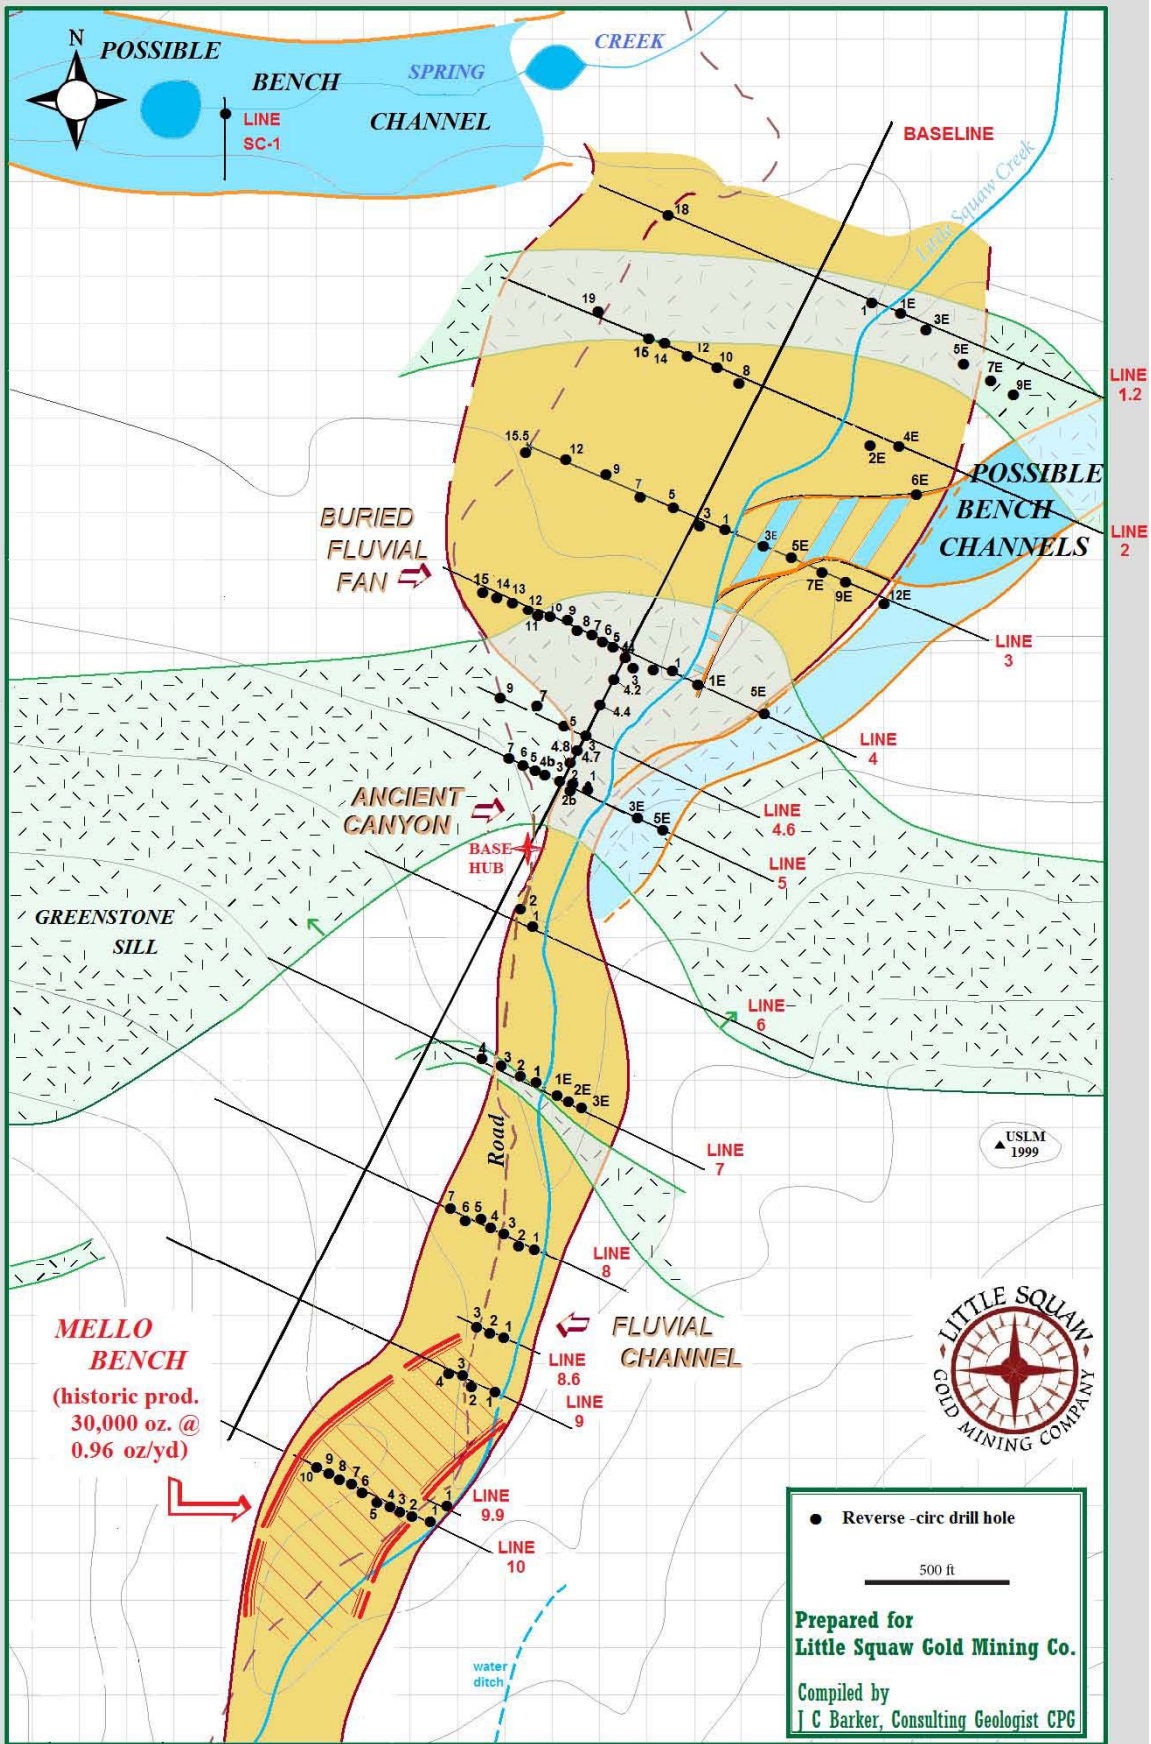 N
POSSIBLE
BENCH
CHANNEL
SPRING
CREEK
LINE
SC-1
BASELINE
Little Squaw Creek
18
1
1E
3E
5E
7E
9E
LINE
1.2
19
15
14
12
10
8
2E
4E
LINE
2
POSSIBLE
BENCH
CHANNELS
15.5
12
9
7
5
3
1
3E
5E
6E
7E
9E
12E
LINE
3
BURIED
FLUVIAL
FAN
15
14
13
12
11
10
9
8
7
6
5
3
1
1E
5E
LINE
4
4.2
4.4
9
7
5
3
4.8
4.7
LINE
4.6
7
6
5
4b
3
2
2b
1
3E
5E
LINE
5
ANCIENT
CANYON
BASE
HUB
GREENSTONE
SILL
2
1
LINE
6
4
3
2
1
1E
2E
3E
LINE
7
Road
USLM
1999
7
6
5
4
3
2
1
LINE
8
3
2
1
LINE
8.6
FLUVIAL
CHANNEL
4
3
2
1
LINE
9
MELLO
BENCH
(historic prod.
30,000 oz. @
0.96 oz/yd)
1
LINE
9.9
10
9
8
7
6
5
4
3
2
1
LINE
10
water
ditch
LITTLE SQUAW
GOLD MINING COMPANY
Reverse -circ drill hole
500 ft
Prepared for
Little Squaw Gold Mining Co.
Compiled by
J C Barker, Consulting Geologist CPG